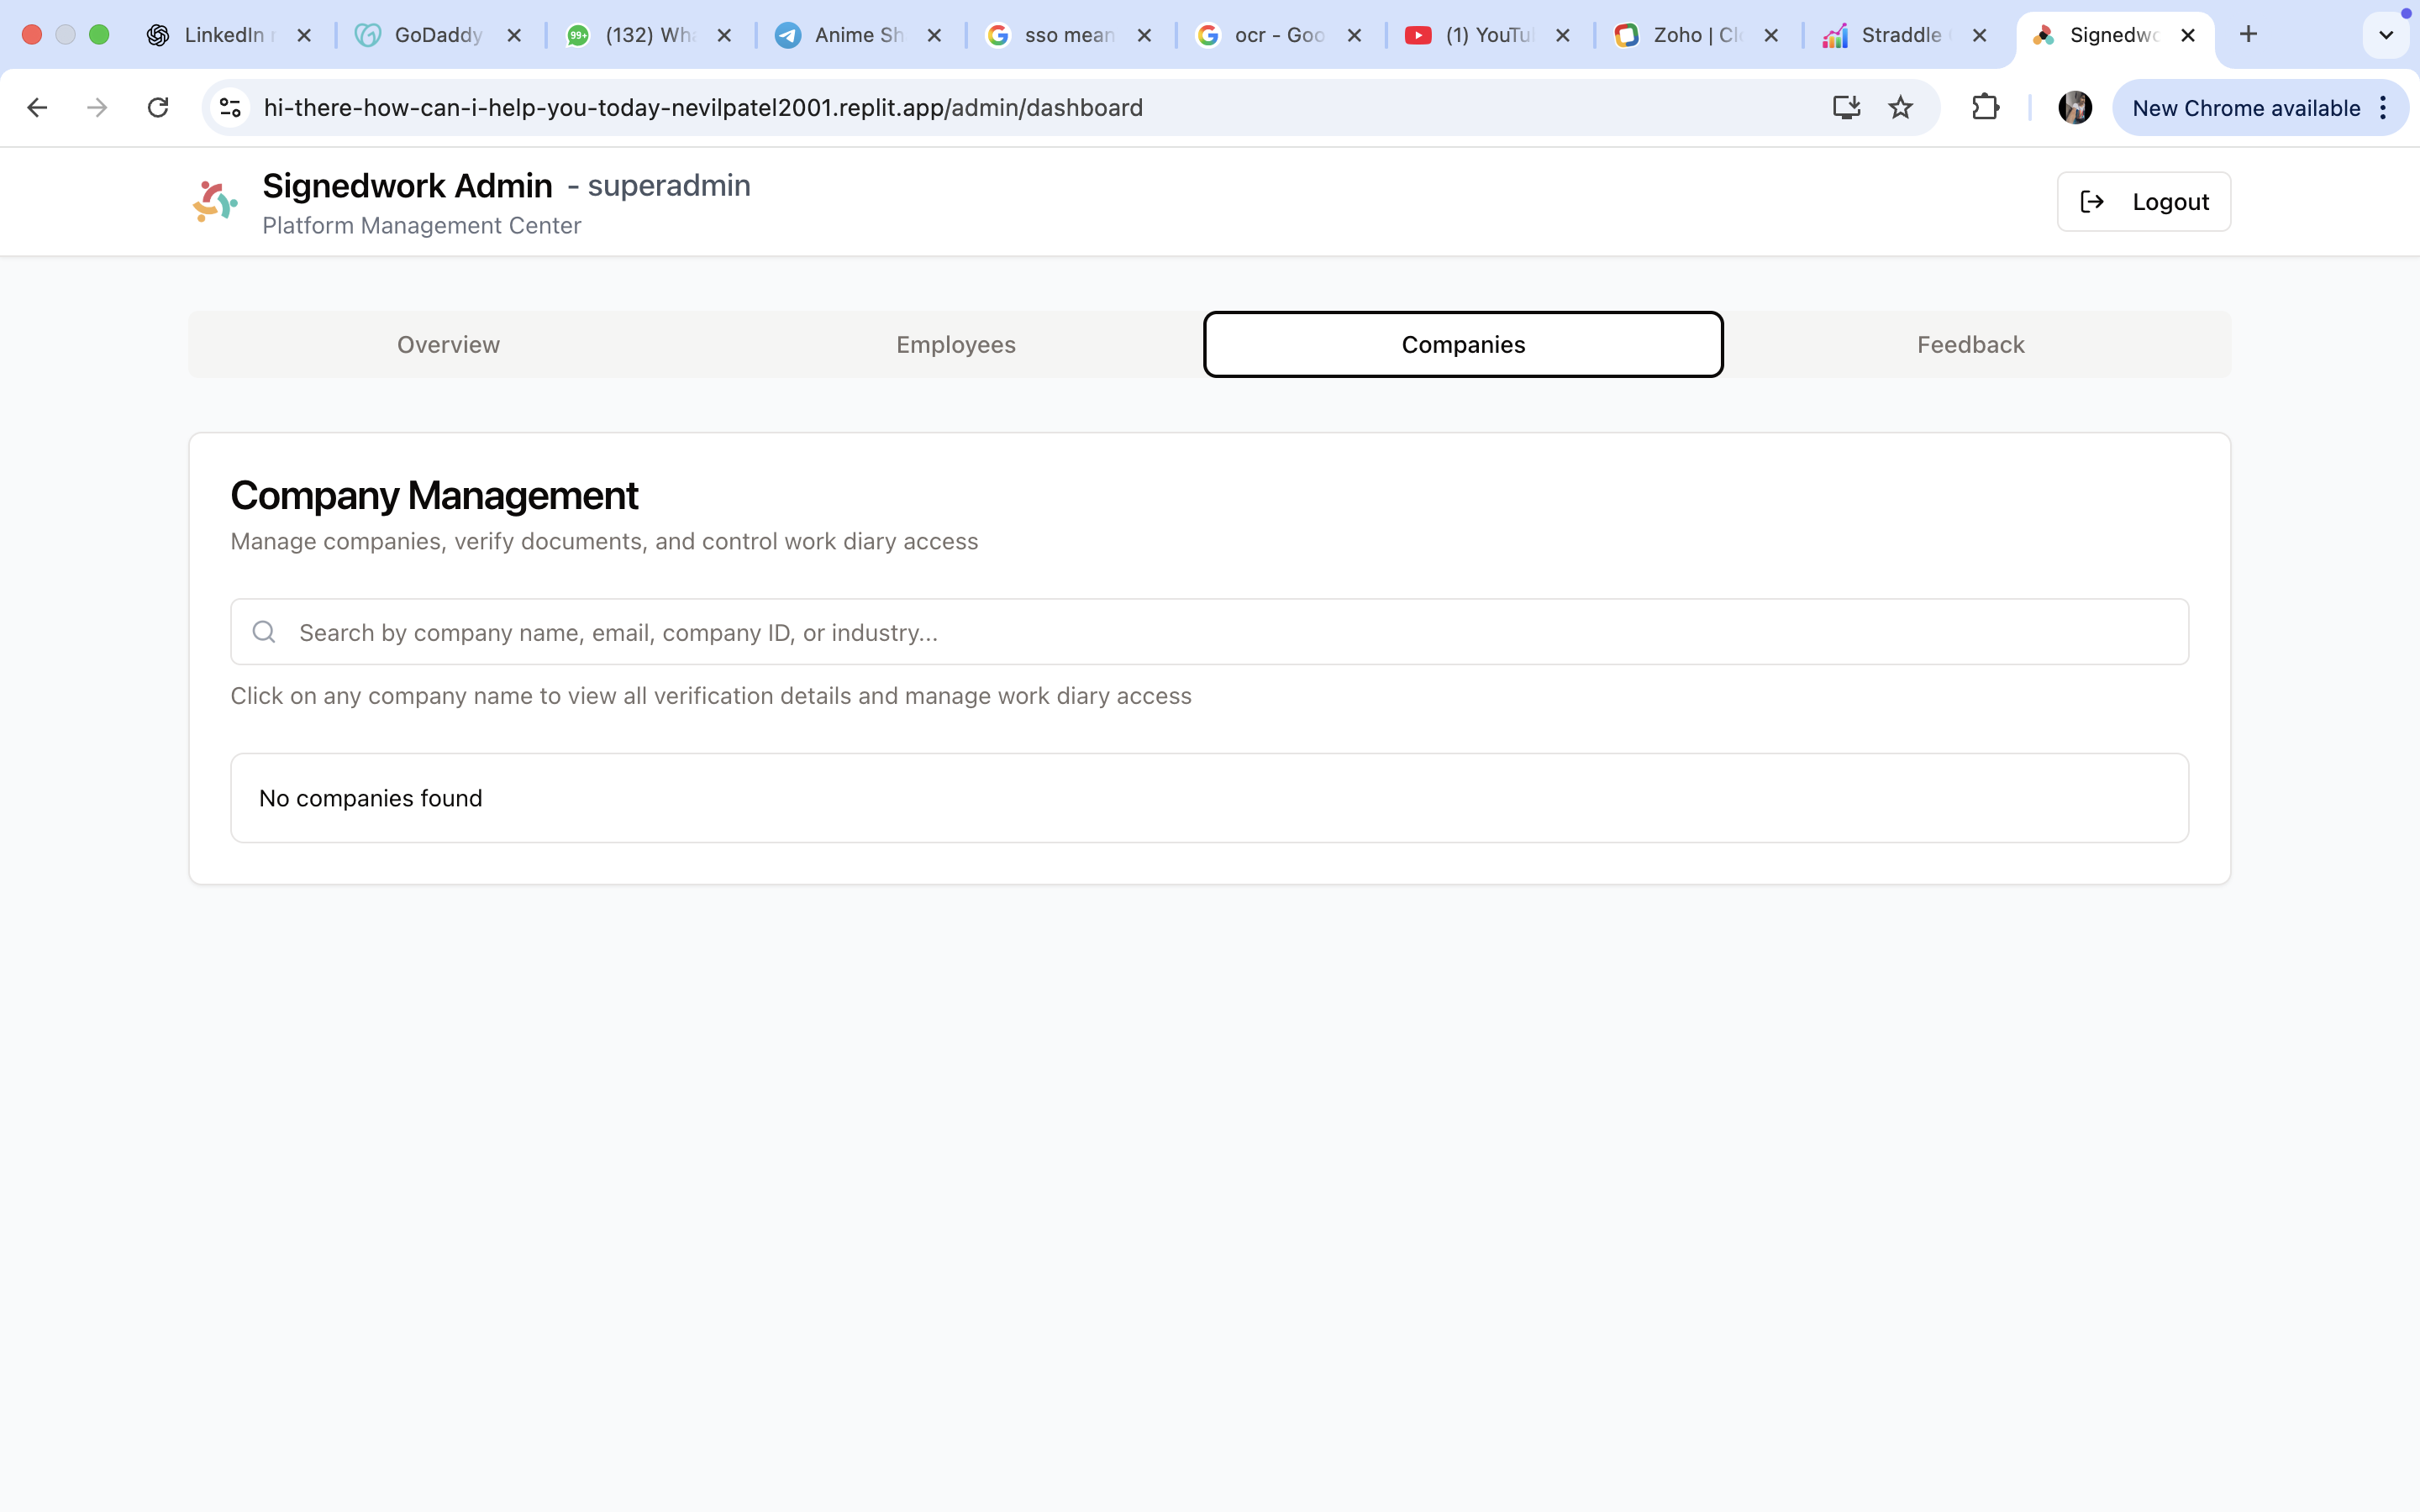 LinkedIn
GoDaddy
99+
(132) Wha
Anime Sh
sso mean
ocr - Goo
(1) YouTu
Zoho | Clo
Straddle
Signedwo
hi-there-how-can-i-help-you-today-nevilpatel2001.replit.app/admin/dashboard
New Chrome available
Signedwork Admin - superadmin
Platform Management Center
Logout
Overview
Employees
Companies
Feedback
Company Management
Manage companies, verify documents, and control work diary access
Search by company name, email, company ID, or industry...
Click on any company name to view all verification details and manage work diary access
No companies found